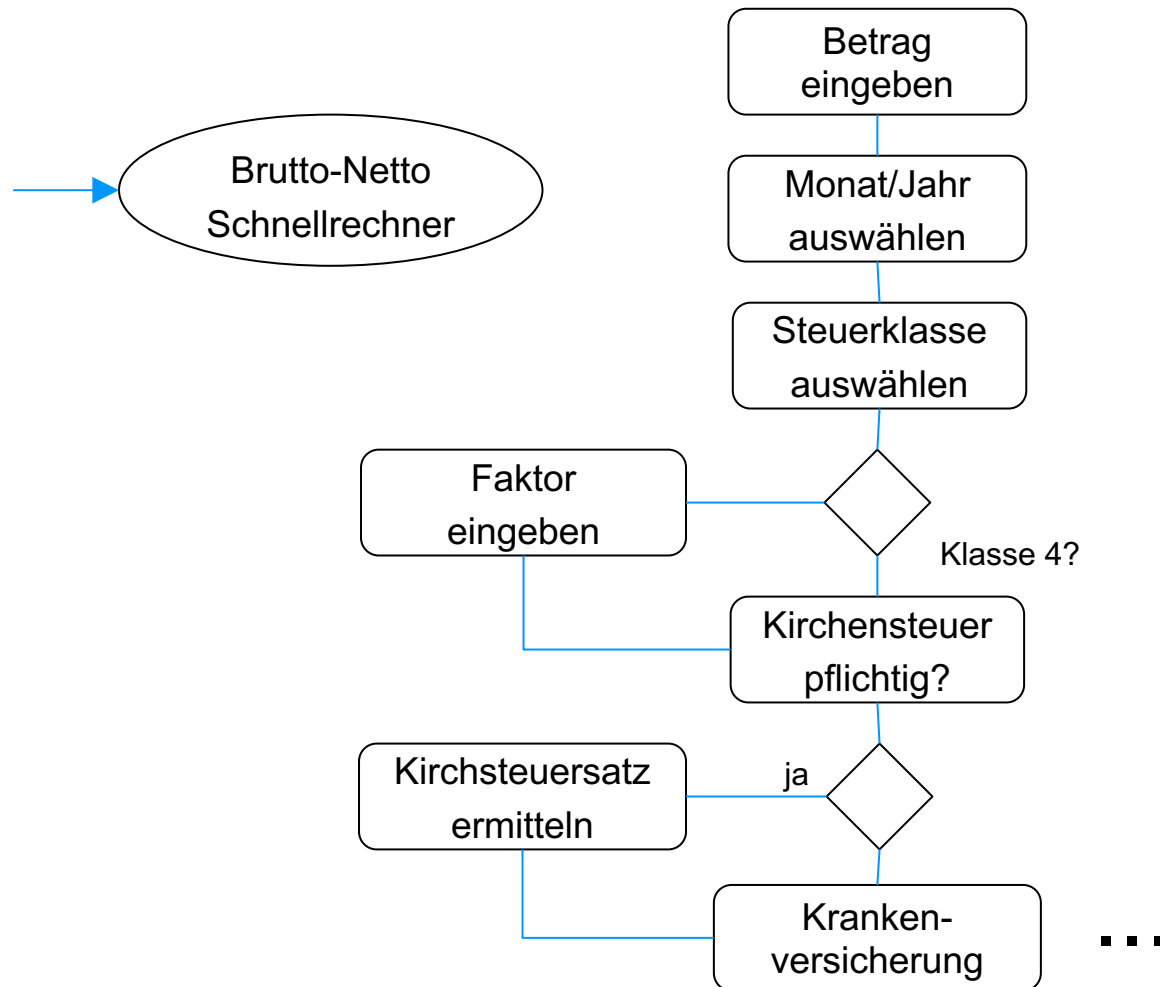 Betrag
eingeben
Brutto-Netto
Schnellrechner
Monat/Jahr
auswählen
Steuerklasse
auswählen
Faktor
eingeben
Klasse 4?
Kirchensteuer
pflichtig?
Kirchsteuersatz
ermitteln
ja
Kranken-
versicherung
...